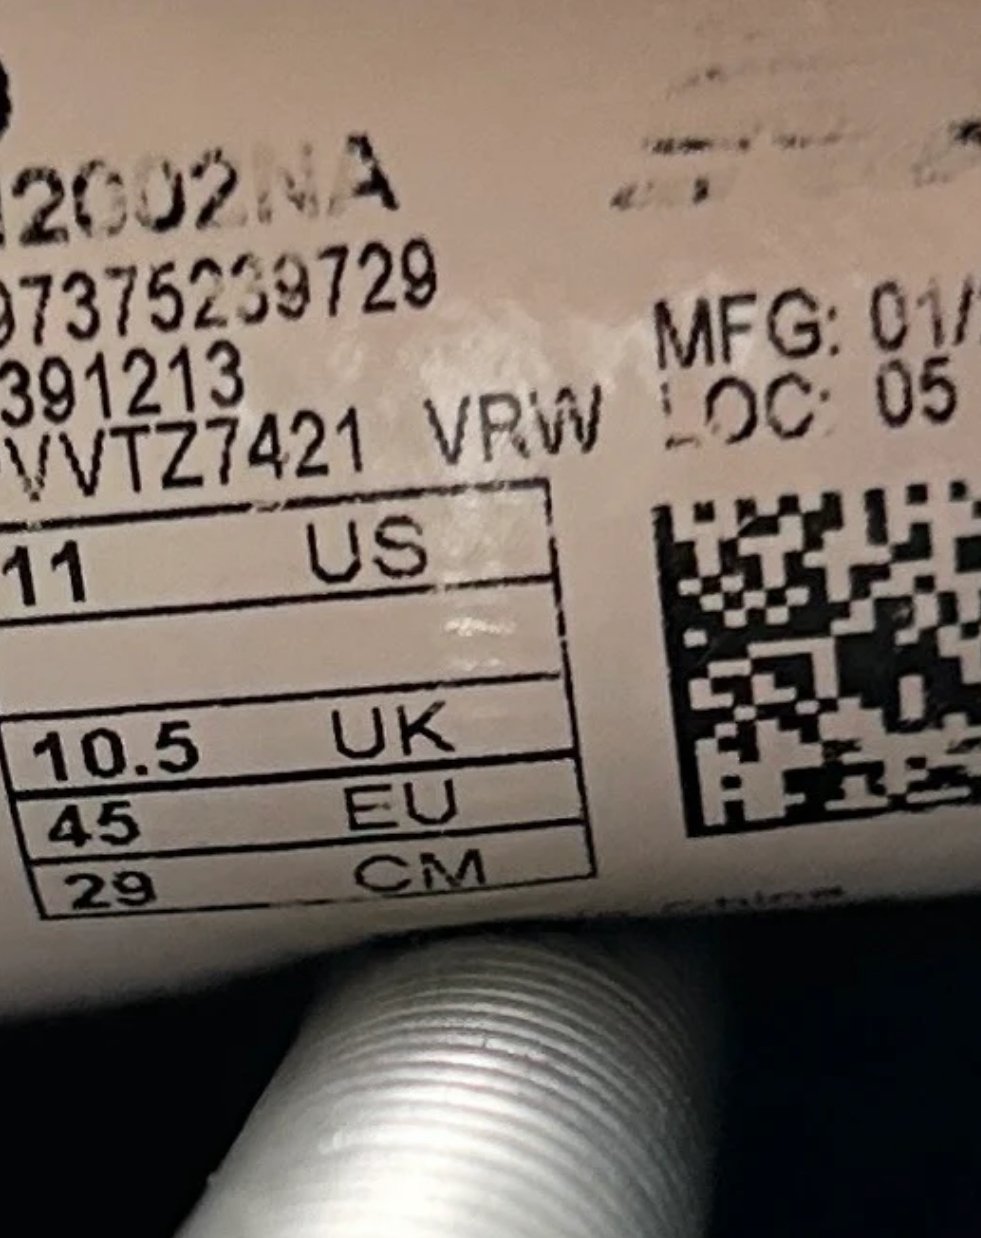 2002NA
97375239729
391213
VVTZ7421 VRW
MFG: 01/
LOC: 05
11 US
10.5 UK
45 EU
29 CM